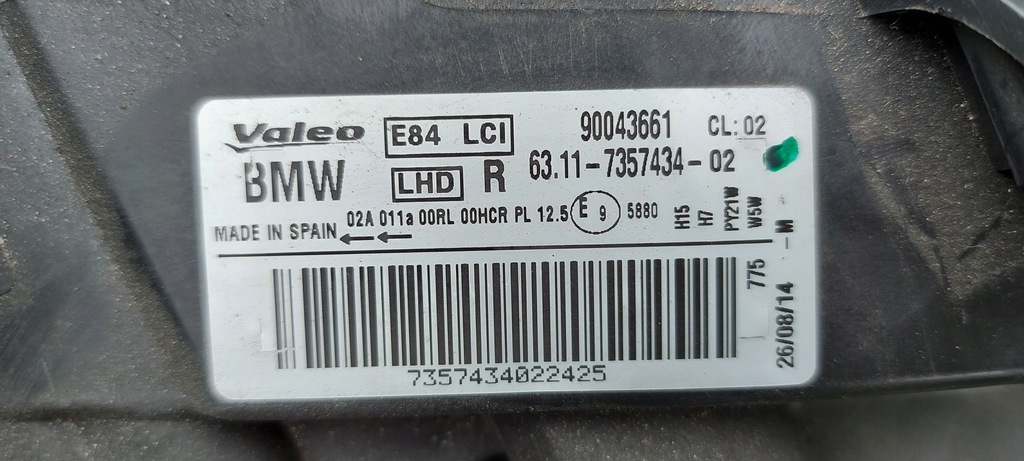 Valeo E84 LCI 90043661 CL: 02
BMW LHD R 63.11-7357434-02
02A 011a 00RL 00HCR PL 12.5 E 9 5880
MADE IN SPAIN
H15
H7
PY21W
W5W
775
26/08/14 - M
7357434022425